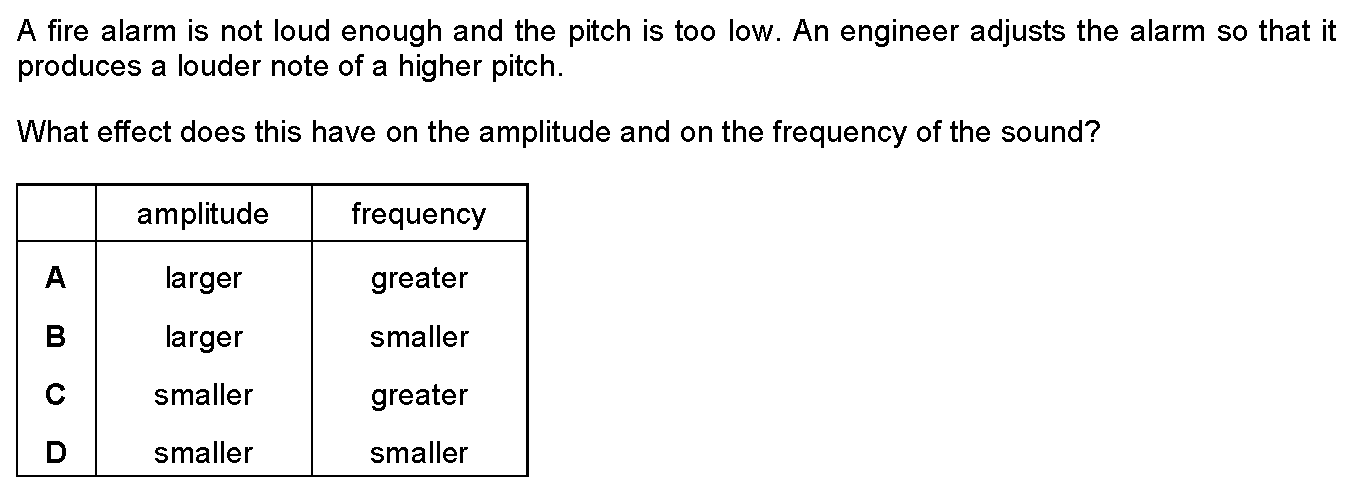 A fire alarm is not loud enough and the pitch is too low. An engineer adjusts the alarm so that it
produces a louder note of a higher pitch.
What effect does this have on the amplitude and on the frequency of the sound?
amplitude frequency
A larger greater
B larger smaller
C smaller greater
D smaller smaller